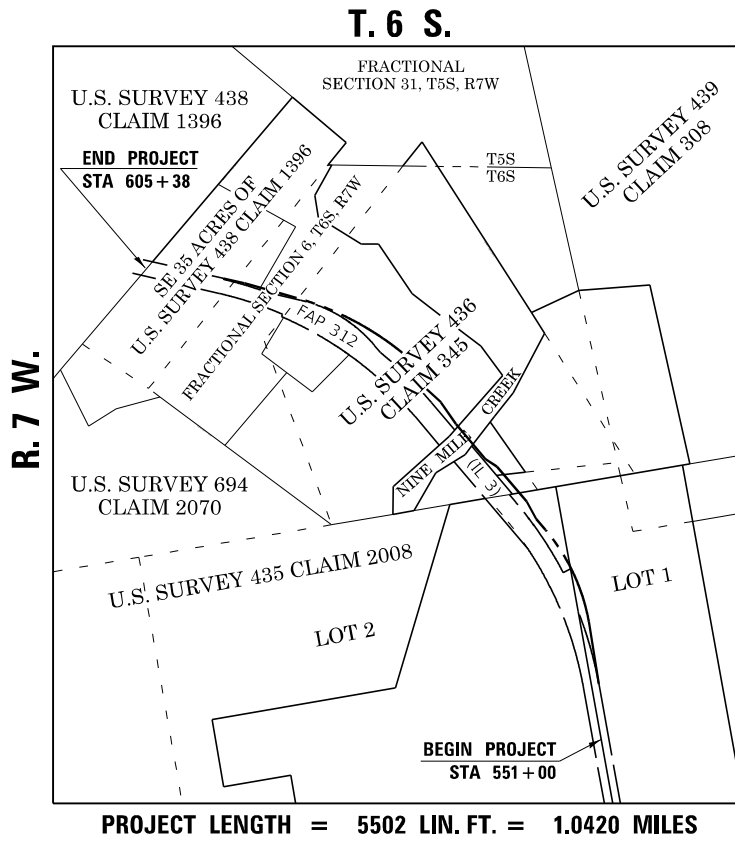 T. 6 S.
FRACTIONAL
SECTION 31, T5S, R7W
U.S. SURVEY 438
CLAIM 1396
U.S. SURVEY 439
CLAIM 308
END PROJECT
STA 605+38
T5S
T6S
SE 35 ACRES OF
U.S. SURVEY 438 CLAIM 1396
FRACTIONAL SECTION 6, T6S, R7W
FAP 312
U.S. SURVEY 436
CLAIM 345
R. 7 W.
NINE MILE CREEK
(IL 3)
U.S. SURVEY 694
CLAIM 2070
U.S. SURVEY 435 CLAIM 2008
LOT 1
LOT 2
BEGIN PROJECT
STA 551+00
PROJECT LENGTH = 5502 LIN. FT. = 1.0420 MILES